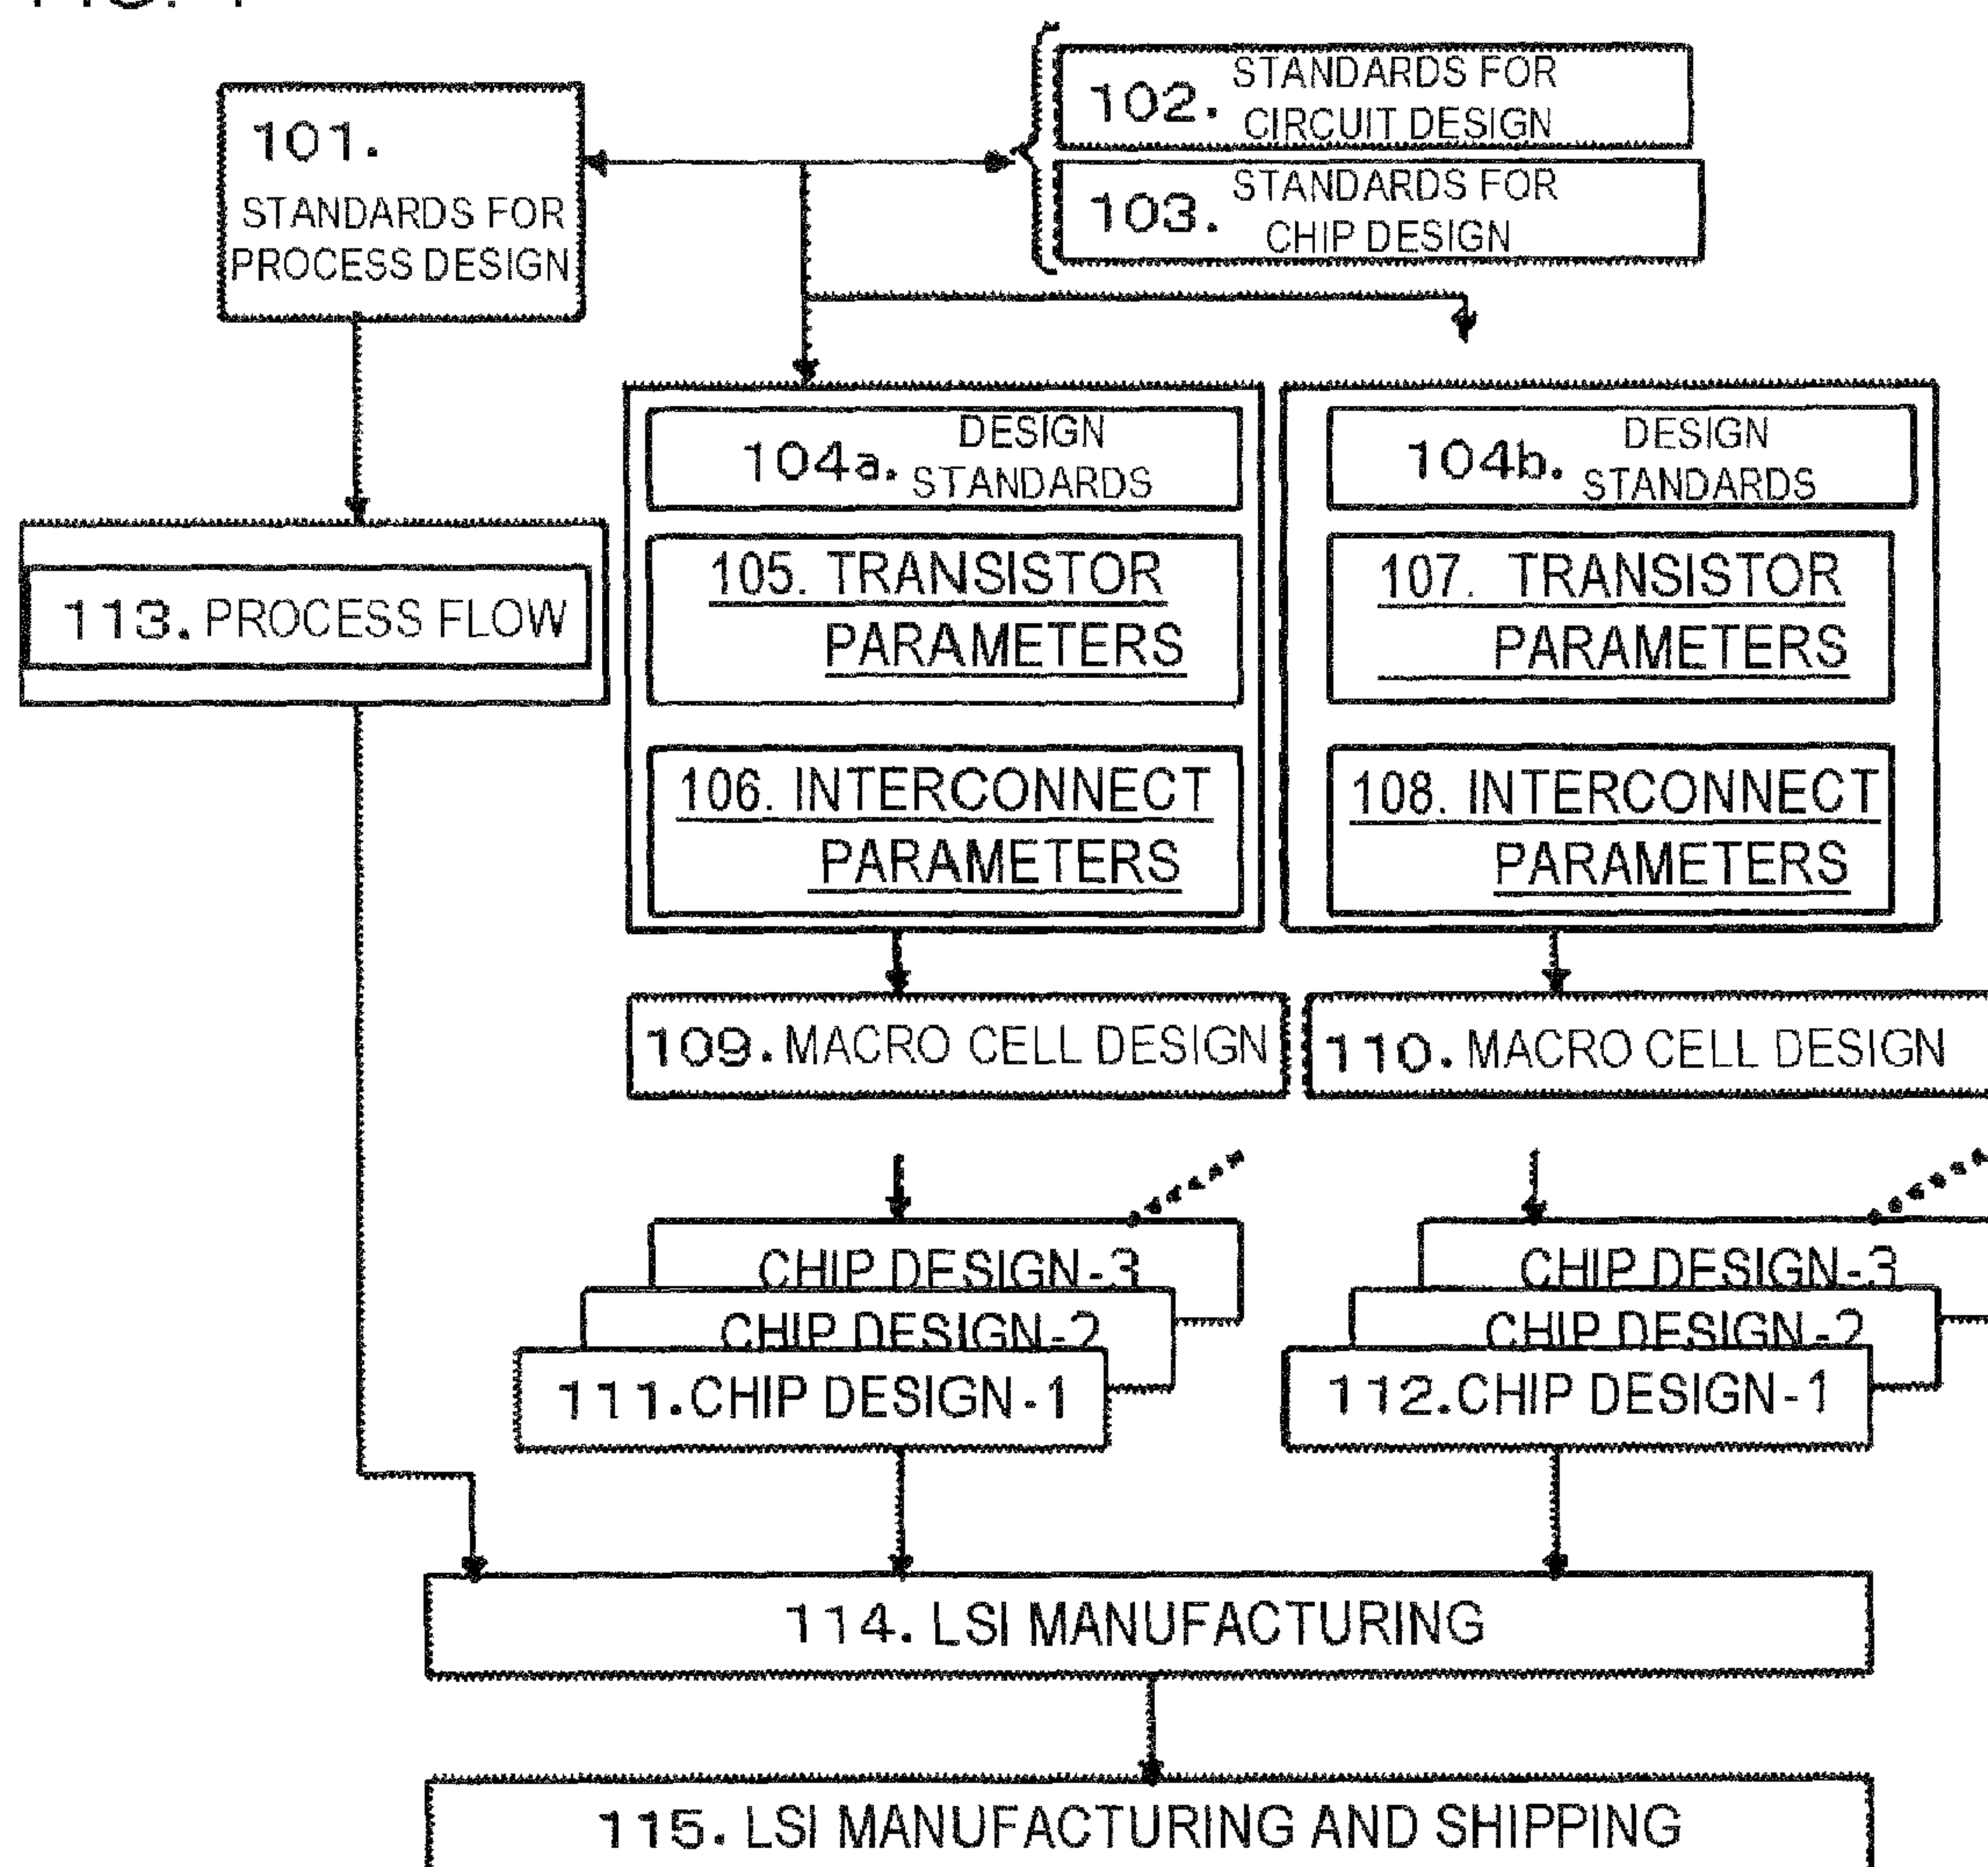 101.
STANDARDS FOR
PROCESS DESIGN
102. STANDARDS FOR
CIRCUIT DESIGN
103. STANDARDS FOR
CHIP DESIGN
104a. DESIGN
STANDARDS
105. TRANSISTOR
PARAMETERS
106. INTERCONNECT
PARAMETERS
104b. DESIGN
STANDARDS
107. TRANSISTOR
PARAMETERS
108. INTERCONNECT
PARAMETERS
113. PROCESS FLOW
109. MACRO CELL DESIGN
110. MACRO CELL DESIGN
CHIP DESIGN-3
CHIP DESIGN-2
111. CHIP DESIGN-1
CHIP DESIGN-3
CHIP DESIGN-2
112. CHIP DESIGN-1
114. LSI MANUFACTURING
115. LSI MANUFACTURING AND SHIPPING